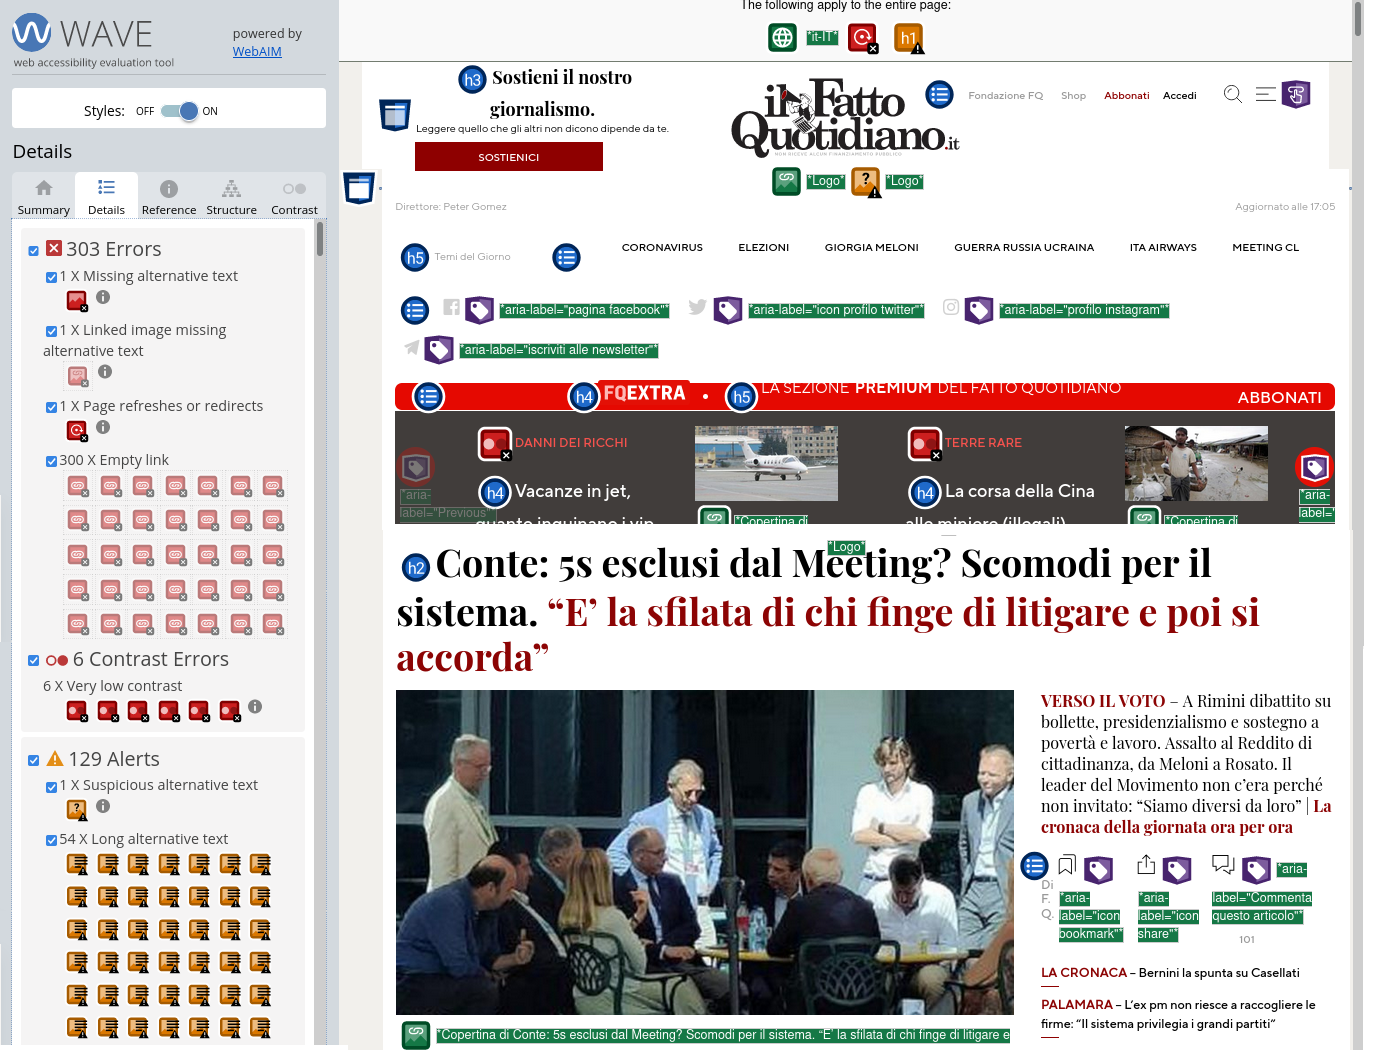 WAVE
powered by
WebAIM
web accessibility evaluation tool
Styles: OFF ON
Details
Summary Details Reference Structure Contrast
303 Errors
1 X Missing alternative text
1 X Linked image missing
alternative text
1 X Page refreshes or redirects
300 X Empty link
6 Contrast Errors
6 X Very low contrast
129 Alerts
1 X Suspicious alternative text
54 X Long alternative text
The following apply to the entire page:
*it-IT* h1
h3 Sostieni il nostro
giornalismo.
Leggere quello che gli altri non dicono dipende da te.
SOSTIENICI
il Fatto
Quotidiano.it
NON RICEVE ALCUN FINANZIAMENTO PUBBLICO
Fondazione FQ Shop Abbonati Accedi
*Logo* *Logo*
Direttore: Peter Gomez
Aggiornato alle 17:05
h5 Temi del Giorno
CORONAVIRUS ELEZIONI GIORGIA MELONI GUERRA RUSSIA UCRAINA ITA AIRWAYS MEETING CL
*aria-label="pagina facebook"* *aria-label="icon profilo twitter"* *aria-label="profilo instagram"*
*aria-label="iscriviti alle newsletter"*
h4 FQEXTRA • h5 LA SEZIONE PREMIUM DEL FATTO QUOTIDIANO ABBONATI
DANNI DEI RICCHI
TERRE RARE
*aria-
label="Previous"*
h4 Vacanze in jet,
quanto inquinano i vip
*Copertina di
h4 La corsa della Cina
alle miniere (illegali)
*Copertina di
*aria-
label="
*Logo*
h2 Conte: 5s esclusi dal Meeting? Scomodi per il
sistema. “E’ la sfilata di chi finge di litigare e poi si
accorda”
VERSO IL VOTO – A Rimini dibattito su
bollette, presidenzialismo e sostegno a
povertà e lavoro. Assalto al Reddito di
cittadinanza, da Meloni a Rosato. Il
leader del Movimento non c’era perché
non invitato: “Siamo diversi da loro” | La
cronaca della giornata ora per ora
Di
F.
Q.
*aria-
label="icon
bookmark"*
*aria-
label="icon
share"*
*aria-
label="Commenta
questo articolo"*
101
LA CRONACA – Bernini la spunta su Casellati
PALAMARA – L’ex pm non riesce a raccogliere le
firme: “Il sistema privilegia i grandi partiti”
*Copertina di Conte: 5s esclusi dal Meeting? Scomodi per il sistema. “E’ la sfilata di chi finge di litigare e